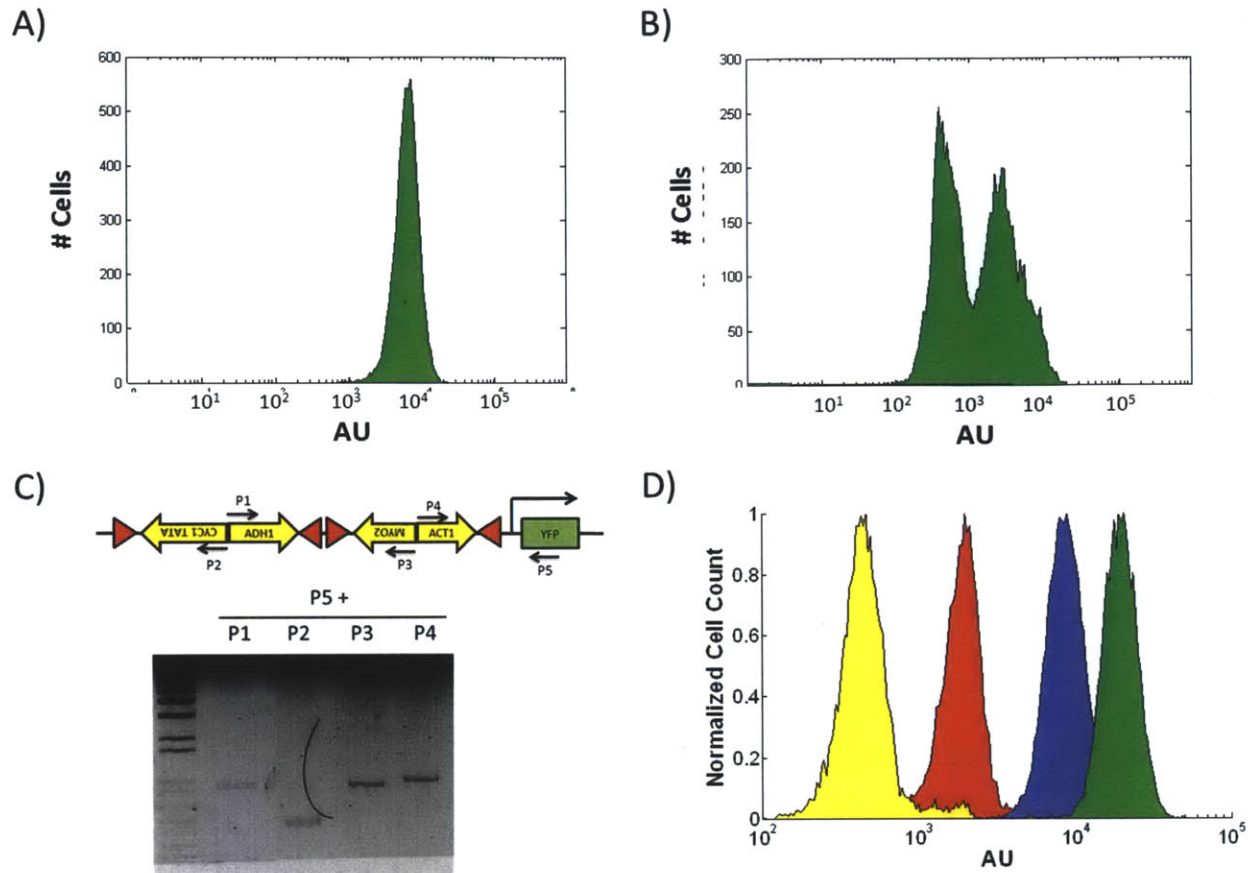 A)
600
500
400
300
200
100
0
# Cells
10¹ 10² 10³ 10⁴ 10⁵
AU
B)
300
250
200
150
100
50
0
# Cells
10¹ 10² 10³ 10⁴ 10⁵
AU
C)
P1 P4
CYC1 TATA ADH1 MYO2 ACT1 YFP
P2 P3 P5
P5 +
P1 P2 P3 P4
D)
1
0.8
0.6
0.4
0.2
0
Normalized Cell Count
10² 10³ 10⁴ 10⁵
AU